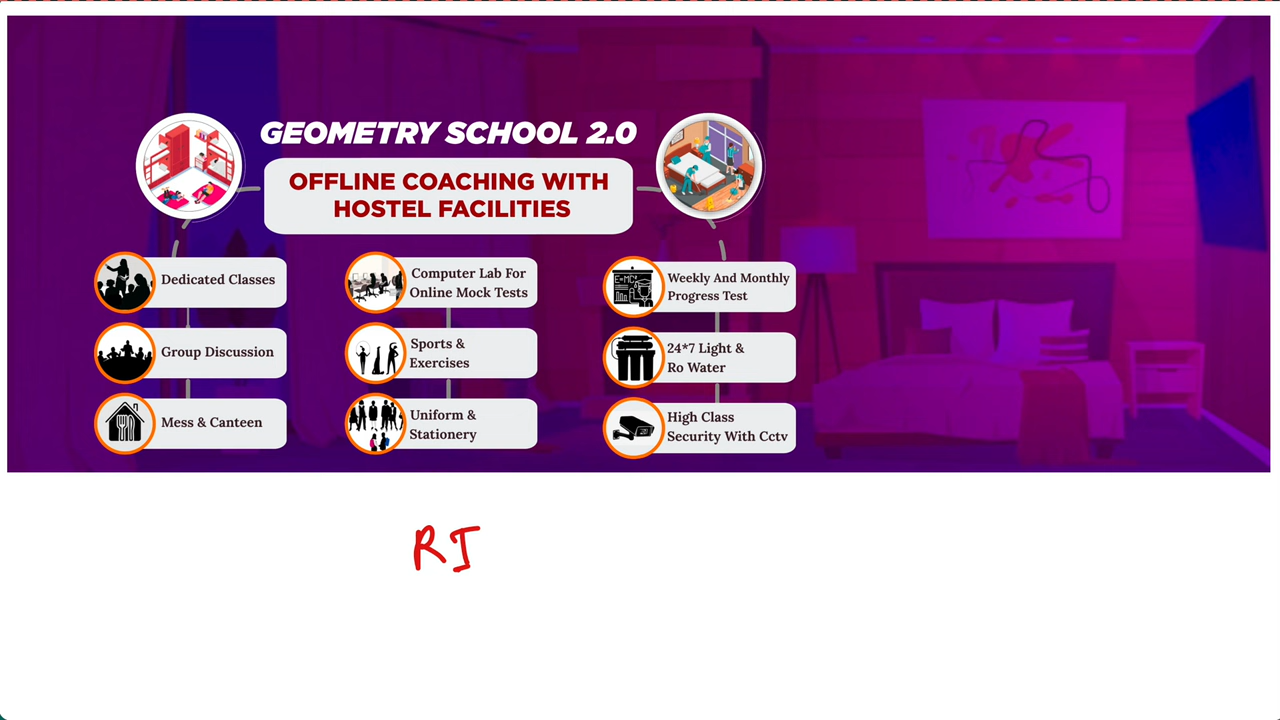 GEOMETRY SCHOOL 2.0
OFFLINE COACHING WITH
HOSTEL FACILITIES
Dedicated Classes
Group Discussion
Mess & Canteen
Computer Lab For
Online Mock Tests
Sports &
Exercises
Uniform &
Stationery
Weekly And Monthly
Progress Test
24*7 Light &
Ro Water
High Class
Security With Cctv
RI